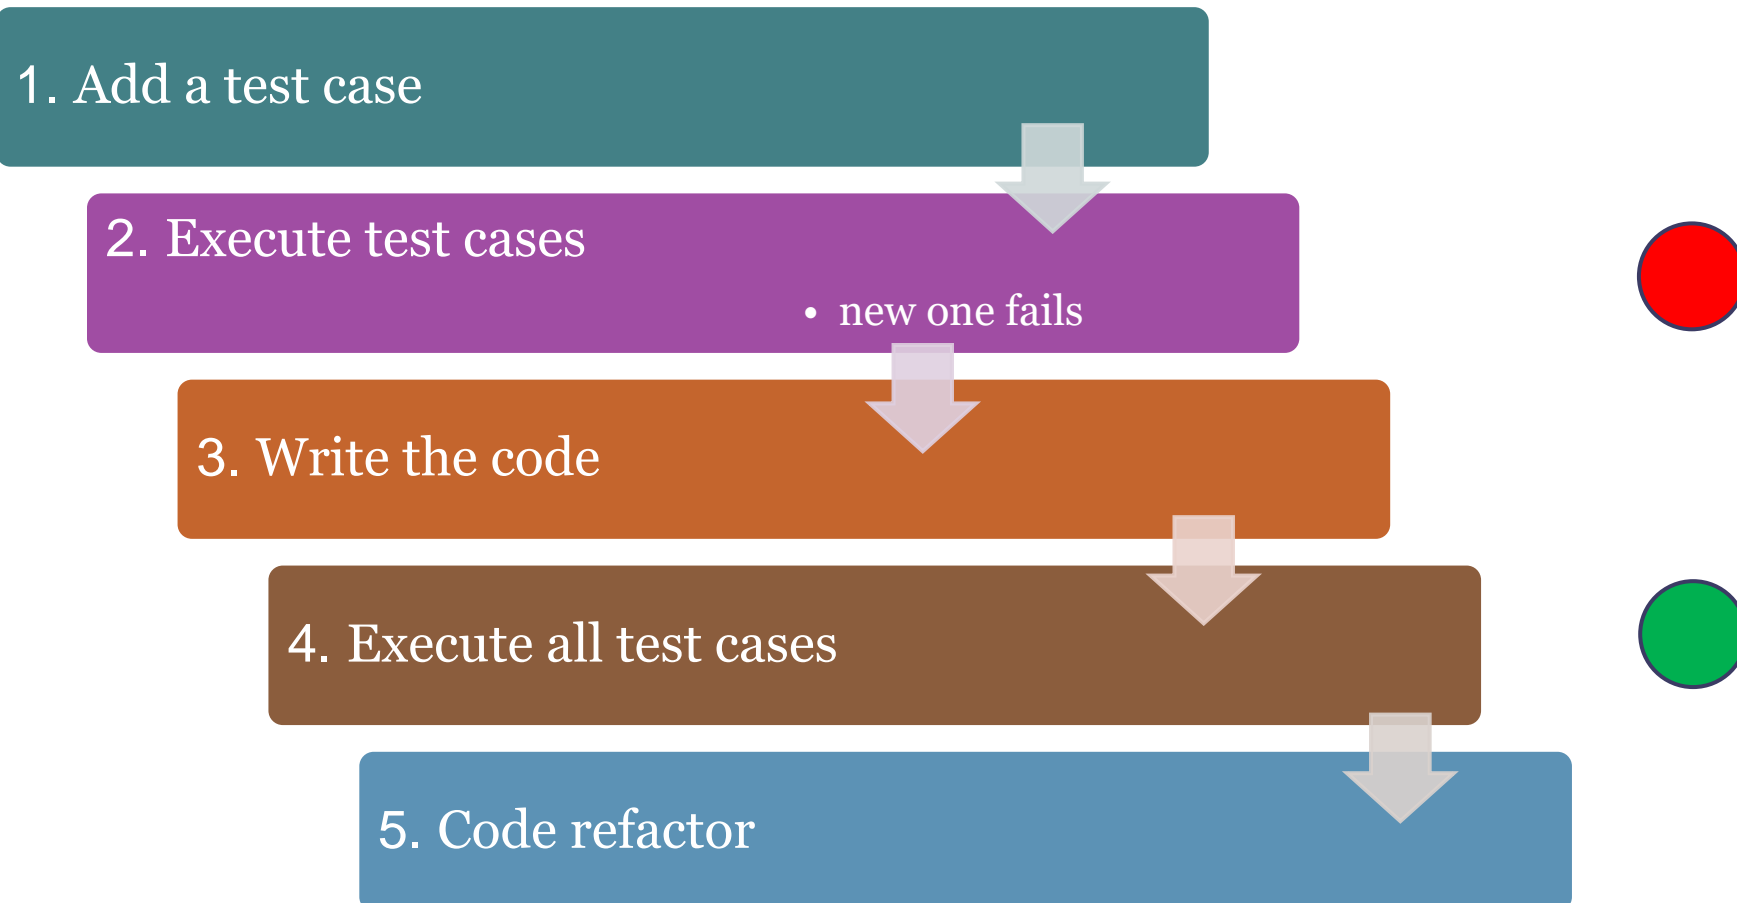 1. Add a test case
2. Execute test cases
• new one fails
3. Write the code
4. Execute all test cases
5. Code refactor